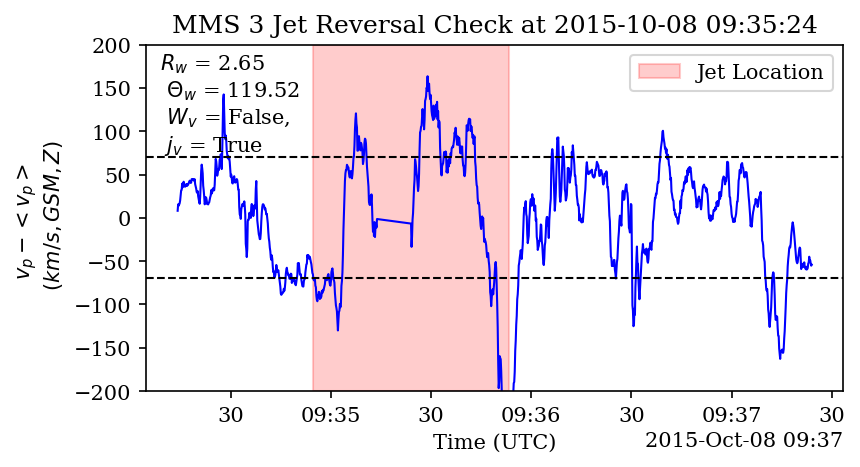 MMS 3 Jet Reversal Check at 2015-10-08 09:35:24
R_w = 2.65
Θ_w = 119.52
W_v = False,
j_v = True
Jet Location
200
150
100
50
0
−50
−100
−150
−200
v_p − < v_p >
(km/s, GSM, Z)
30 09:35 30 09:36 30 09:37 30
Time (UTC)
2015-Oct-08 09:37